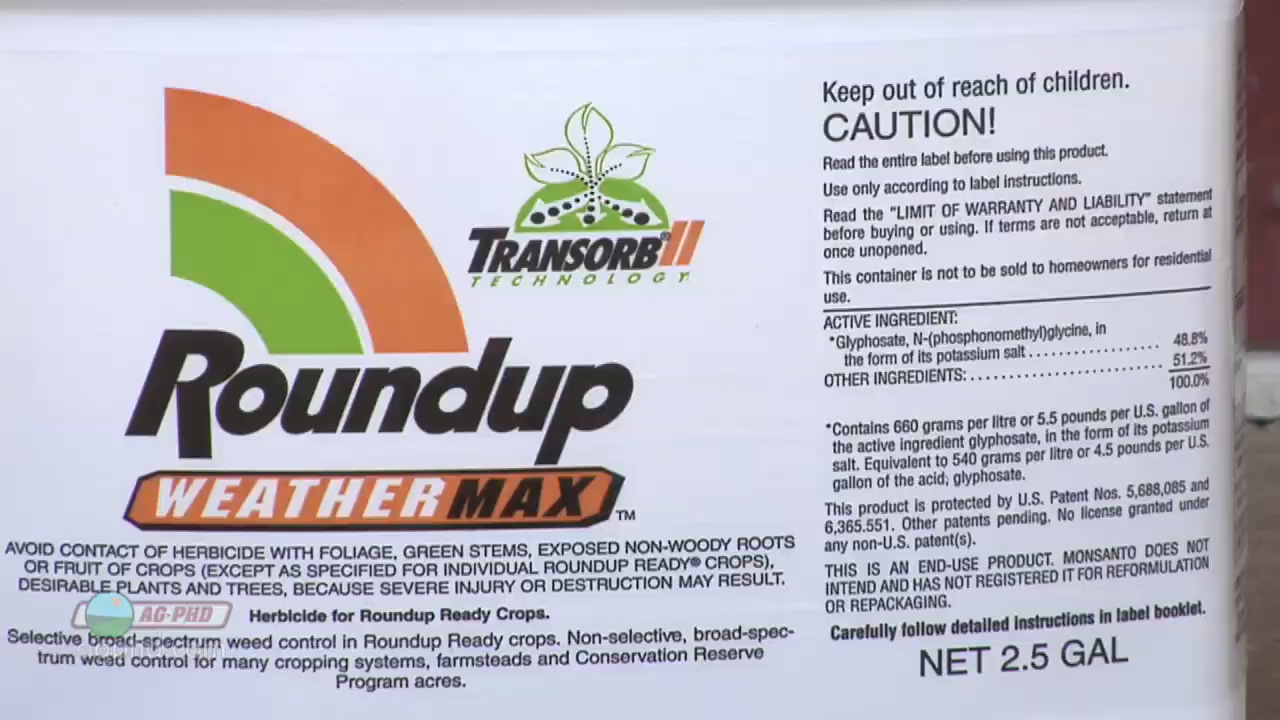 TRANSORB® II
TECHNOLOGY
Roundup
WEATHERMAX™
AVOID CONTACT OF HERBICIDE WITH FOLIAGE, GREEN STEMS, EXPOSED NON-WOODY ROOTS
OR FRUIT OF CROPS (EXCEPT AS SPECIFIED FOR INDIVIDUAL ROUNDUP READY® CROPS),
DESIRABLE PLANTS AND TREES, BECAUSE SEVERE INJURY OR DESTRUCTION MAY RESULT.
AG-PHD
Herbicide for Roundup Ready Crops.
Selective broad-spectrum weed control in Roundup Ready crops. Non-selective, broad-spec-
trum weed control for many cropping systems, farmsteads and Conservation Reserve
Program acres.
Keep out of reach of children.
CAUTION!
Read the entire label before using this product.
Use only according to label instructions.
Read the "LIMIT OF WARRANTY AND LIABILITY" statement
before buying or using. If terms are not acceptable, return at
once unopened.
This container is not to be sold to homeowners for residential
use.
ACTIVE INGREDIENT:
*Glyphosate, N-(phosphonomethyl)glycine, in
the form of its potassium salt . . . . . . . . . . . . . . . . . . . . 48.8%
OTHER INGREDIENTS: . . . . . . . . . . . . . . . . . . . . . . . . . . . 51.2%
100.0%
*Contains 660 grams per litre or 5.5 pounds per U.S. gallon of
the active ingredient glyphosate, in the form of its potassium
salt. Equivalent to 540 grams per litre or 4.5 pounds per U.S.
gallon of the acid, glyphosate.
This product is protected by U.S. Patent Nos. 5,688,085 and
6,365.551. Other patents pending. No license granted under
any non-U.S. patent(s).
THIS IS AN END-USE PRODUCT. MONSANTO DOES NOT
INTEND AND HAS NOT REGISTERED IT FOR REFORMULATION
OR REPACKAGING.
Carefully follow detailed instructions in label booklet.
NET 2.5 GAL